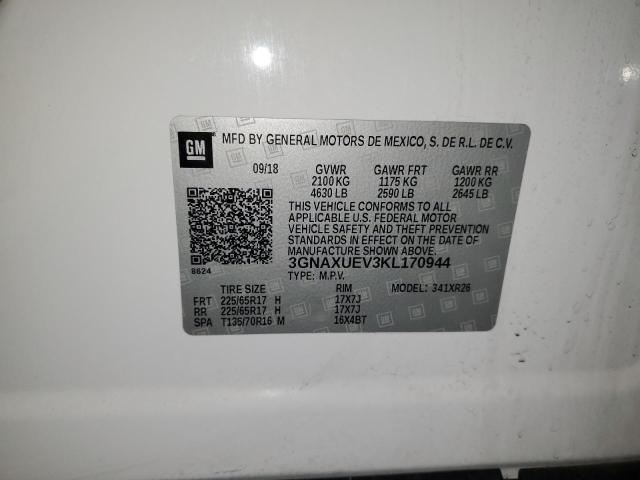 GM
MFD BY GENERAL MOTORS DE MEXICO, S. DE R.L. DE C.V.
09/18 GVWR GAWR FRT GAWR RR
2100 KG 1175 KG 1200 KG
4630 LB 2590 LB 2645 LB
THIS VEHICLE CONFORMS TO ALL
APPLICABLE U.S. FEDERAL MOTOR
VEHICLE SAFETY AND THEFT PREVENTION
STANDARDS IN EFFECT ON THE DATE OF
MANUFACTURE SHOWN ABOVE.
3GNAXUEV3KL170944
8624 TYPE: M.P.V.
TIRE SIZE RIM MODEL: 341XR26
FRT 225/65R17 H 17X7J
RR 225/65R17 H 17X7J
SPA T135/70R16 M 16X4BT